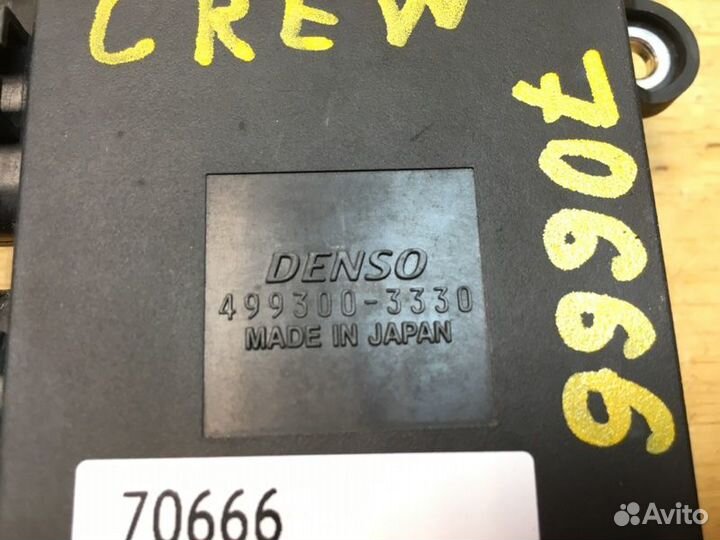 CREW
70666
DENSO
499300-3330
MADE IN JAPAN
70666
Avito